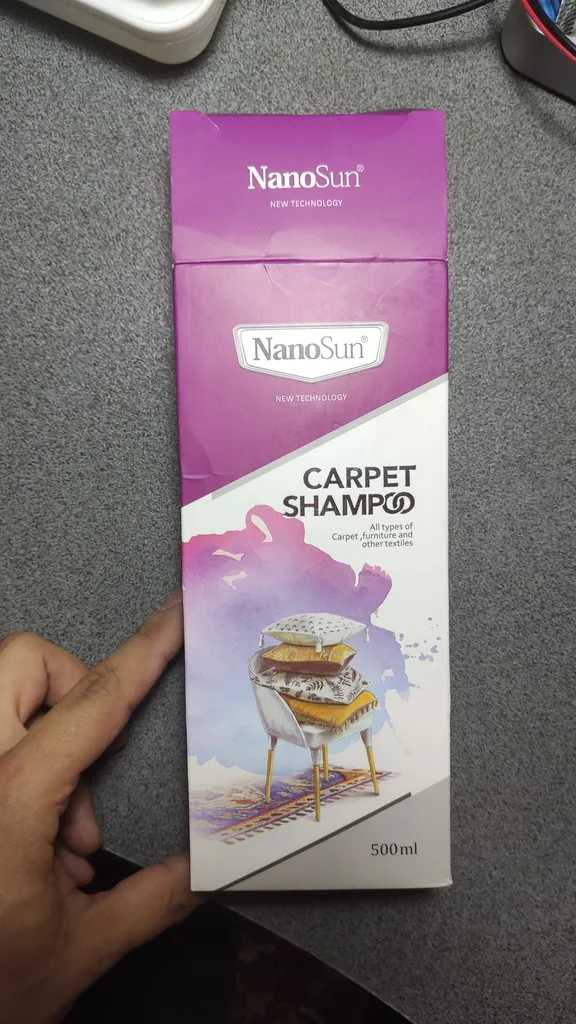 NanoSun®
NEW TECHNOLOGY
NanoSun®
NEW TECHNOLOGY
CARPET
SHAMPOO
All types of
Carpet ,furniture and
other textiles
500ml